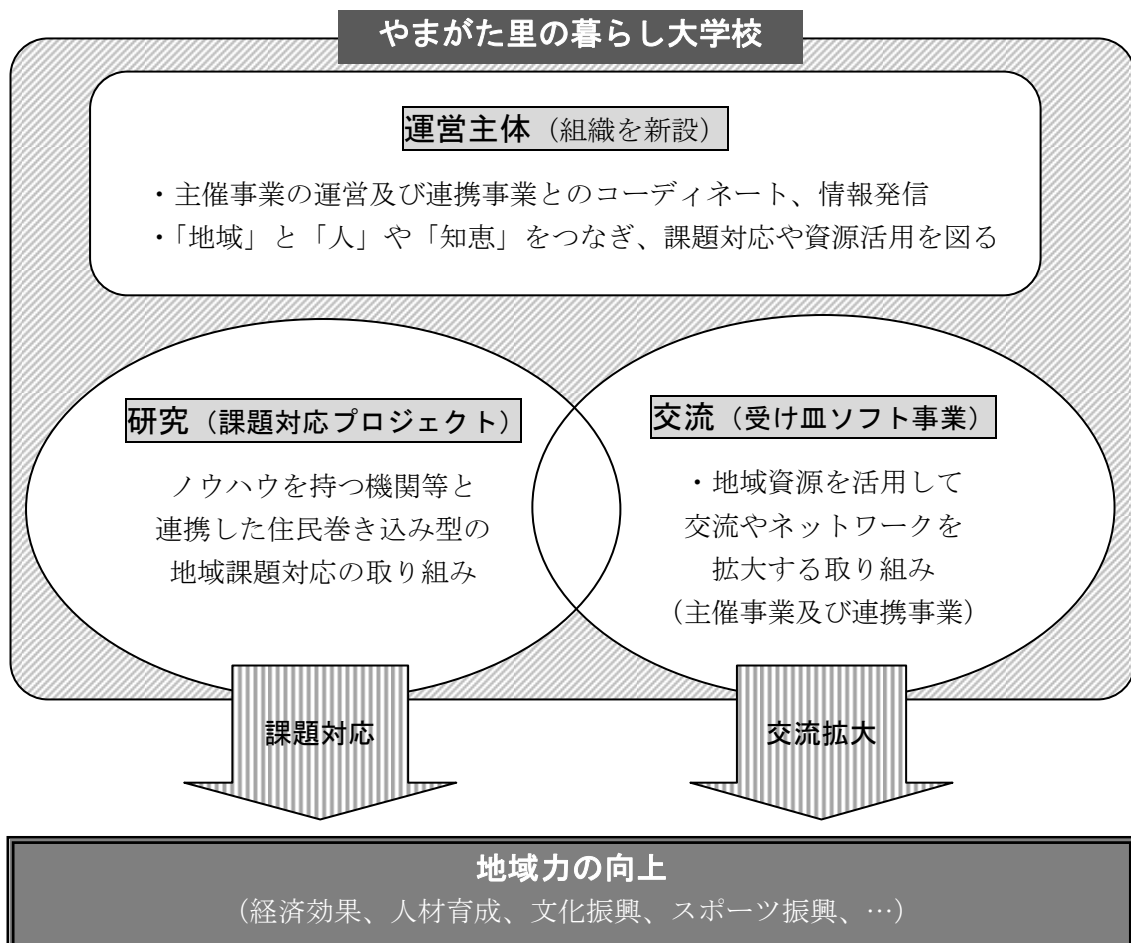 やまがた里の暮らし大学校
運営主体（組織を新設）
・主催事業の運営及び連携事業とのコーディネート、情報発信
・「地域」と「人」や「知恵」をつなぎ、課題対応や資源活用を図る
研究（課題対応プロジェクト）
ノウハウを持つ機関等と
連携した住民巻き込み型の
地域課題対応の取り組み
交流（受け皿ソフト事業）
・地域資源を活用して
交流やネットワークを
拡大する取り組み
（主催事業及び連携事業）
課題対応
交流拡大
地域力の向上
（経済効果、人材育成、文化振興、スポーツ振興、…）